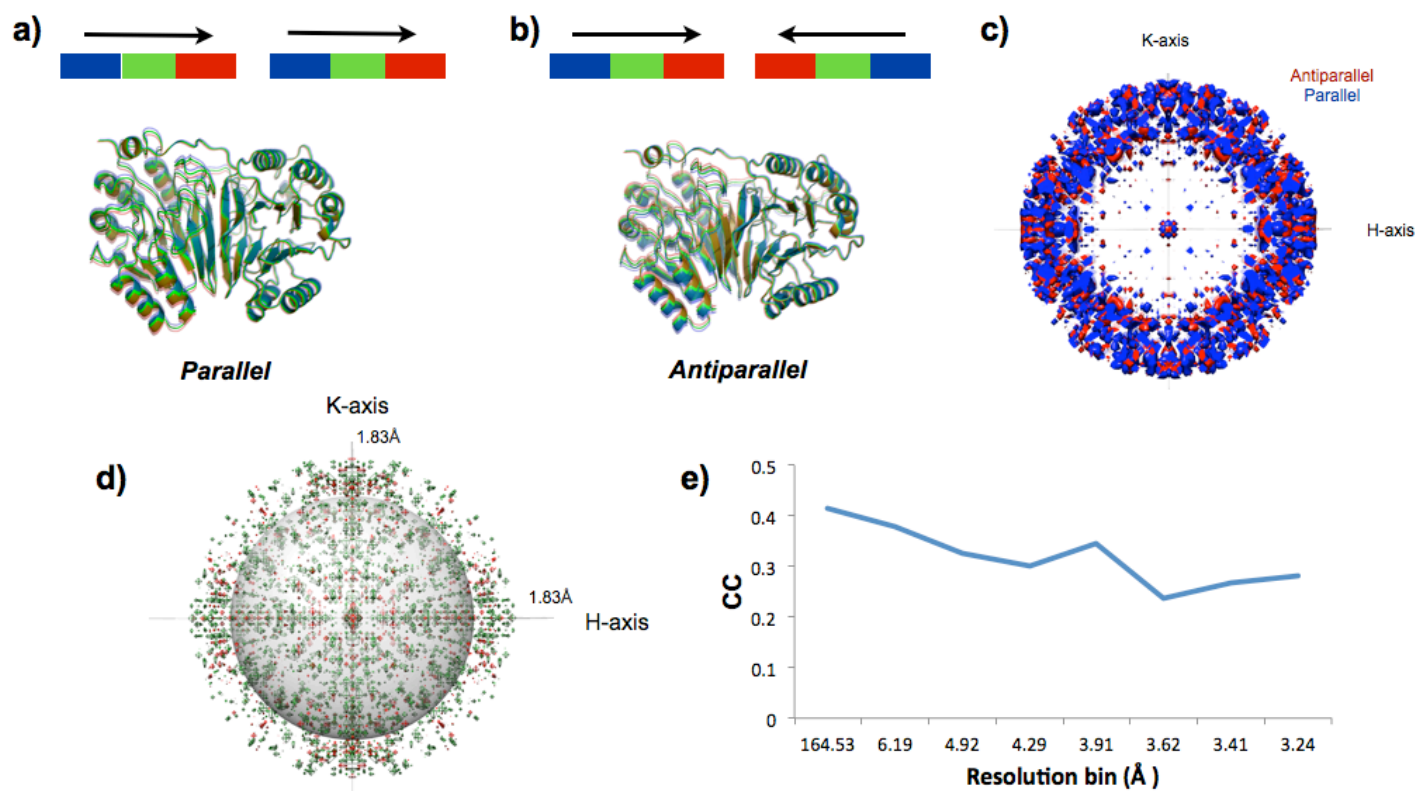 a)
b)
c)
K-axis
Antiparallel
Parallel
H-axis
Parallel
Antiparallel
d)
K-axis
1.83Å
1.83Å
H-axis
e)
CC
0.5
0.4
0.3
0.2
0.1
0
164.53 6.19 4.92 4.29 3.91 3.62 3.41 3.24
Resolution bin (Å )